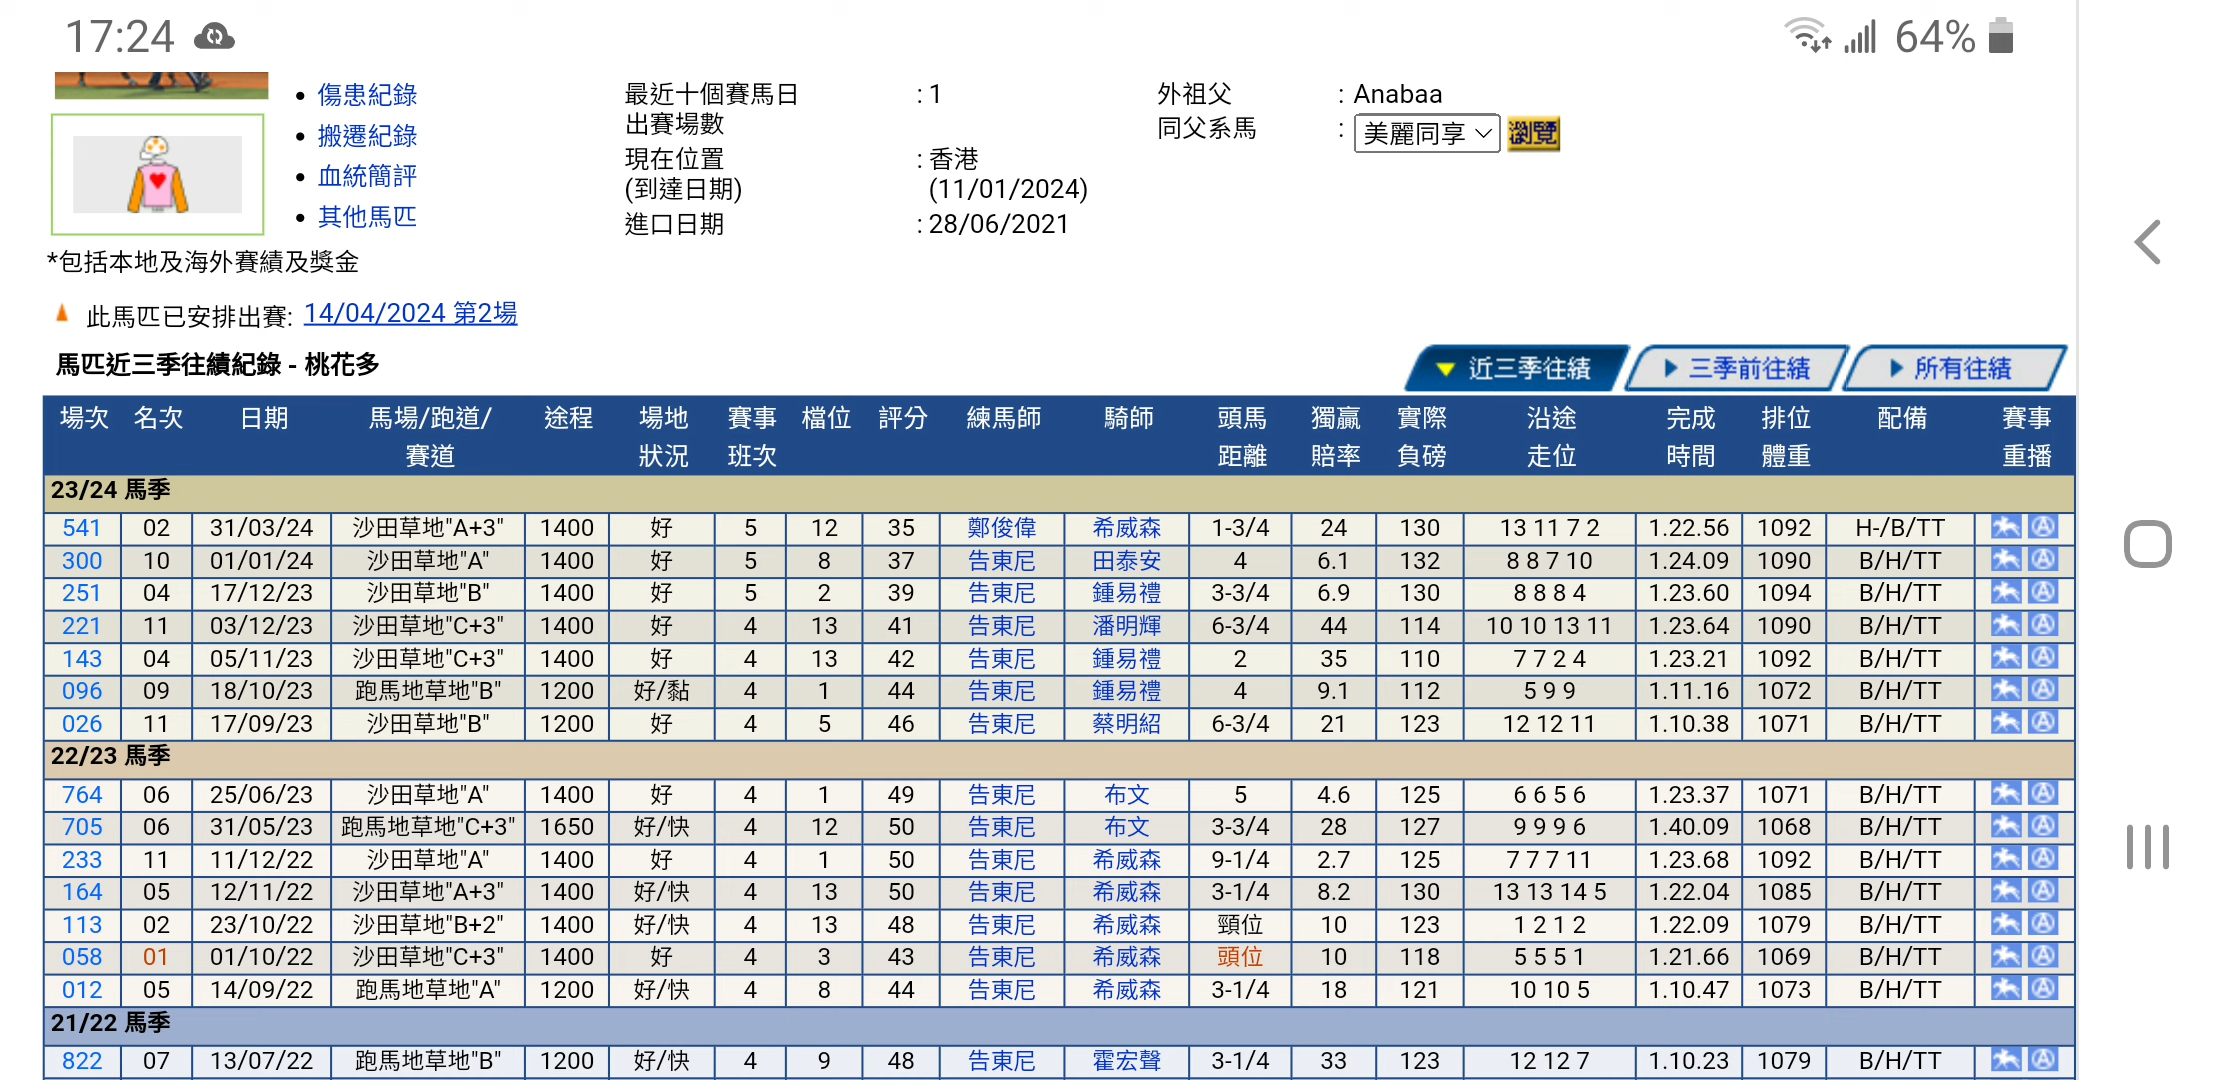 17:24 64%
傷患紀錄
搬遷紀錄
血統簡評
其他馬匹
最近十個賽馬日 : 1
出賽場數
現在位置 : 香港
(到達日期) (11/01/2024)
進口日期 : 28/06/2021
外祖父 : Anabaa
同父系馬 : 美麗同享 瀏覽
*包括本地及海外賽績及獎金
此馬匹已安排出賽: 14/04/2024 第2場
馬匹近三季往績紀錄 - 桃花多
近三季往績 三季前往績 所有往績
場次 名次 日期 馬場/跑道/賽道 途程 場地狀況 賽事班次 檔位 評分 練馬師 騎師 頭馬距離 獨贏賠率 實際負磅 沿途走位 完成時間 排位體重 配備 賽事重播
23/24 馬季
541 02 31/03/24 沙田草地"A+3" 1400 好 5 12 35 鄭俊偉 希威森 1-3/4 24 130 13 11 7 2 1.22.56 1092 H-/B/TT
300 10 01/01/24 沙田草地"A" 1400 好 5 8 37 告東尼 田泰安 4 6.1 132 8 8 7 10 1.24.09 1090 B/H/TT
251 04 17/12/23 沙田草地"B" 1400 好 5 2 39 告東尼 鍾易禮 3-3/4 6.9 130 8 8 8 4 1.23.60 1094 B/H/TT
221 11 03/12/23 沙田草地"C+3" 1400 好 4 13 41 告東尼 潘明輝 6-3/4 44 114 10 10 13 11 1.23.64 1090 B/H/TT
143 04 05/11/23 沙田草地"C+3" 1400 好 4 13 42 告東尼 鍾易禮 2 35 110 7 7 2 4 1.23.21 1092 B/H/TT
096 09 18/10/23 跑馬地草地"B" 1200 好/黏 4 1 44 告東尼 鍾易禮 4 9.1 112 5 9 9 1.11.16 1072 B/H/TT
026 11 17/09/23 沙田草地"B" 1200 好 4 5 46 告東尼 蔡明紹 6-3/4 21 123 12 12 11 1.10.38 1071 B/H/TT
22/23 馬季
764 06 25/06/23 沙田草地"A" 1400 好 4 1 49 告東尼 布文 5 4.6 125 6 6 5 6 1.23.37 1071 B/H/TT
705 06 31/05/23 跑馬地草地"C+3" 1650 好/快 4 12 50 告東尼 布文 3-3/4 28 127 9 9 9 6 1.40.09 1068 B/H/TT
233 11 11/12/22 沙田草地"A" 1400 好 4 1 50 告東尼 希威森 9-1/4 2.7 125 7 7 7 11 1.23.68 1092 B/H/TT
164 05 12/11/22 沙田草地"A+3" 1400 好/快 4 13 50 告東尼 希威森 3-1/4 8.2 130 13 13 14 5 1.22.04 1085 B/H/TT
113 02 23/10/22 沙田草地"B+2" 1400 好/快 4 13 48 告東尼 希威森 頸位 10 123 1 2 1 2 1.22.09 1079 B/H/TT
058 01 01/10/22 沙田草地"C+3" 1400 好 4 3 43 告東尼 希威森 頭位 10 118 5 5 5 1 1.21.66 1069 B/H/TT
012 05 14/09/22 跑馬地草地"A" 1200 好/快 4 8 44 告東尼 希威森 3-1/4 18 121 10 10 5 1.10.47 1073 B/H/TT
21/22 馬季
822 07 13/07/22 跑馬地草地"B" 1200 好/快 4 9 48 告東尼 霍宏聲 3-1/4 33 123 12 12 7 1.10.23 1079 B/H/TT